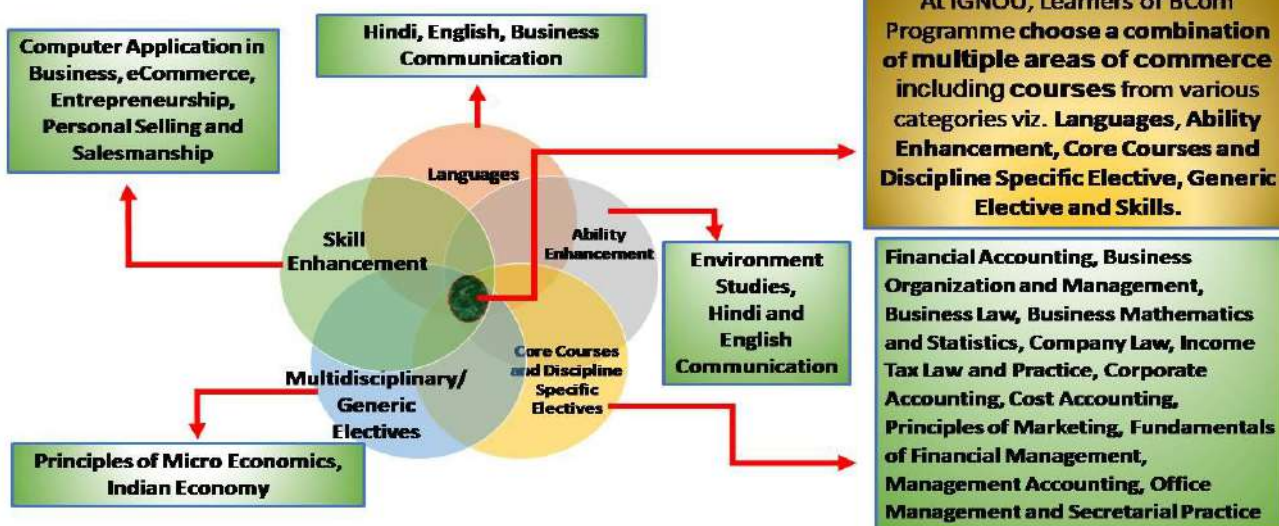 Computer Application in
Business, eCommerce,
Entrepreneurship,
Personal Selling and
Salesmanship
Hindi, English, Business
Communication
At IGNOU, Learners of BCom
Programme choose a combination
of multiple areas of commerce
including courses from various
categories viz. Languages, Ability
Enhancement, Core Courses and
Discipline Specific Elective, Generic
Elective and Skills.
Languages
Skill
Enhancement
Ability
Enhancement
Core Courses
and Discipline
Specific
Electives
Multidisciplinary/
Generic
Electives
Environment
Studies,
Hindi and
English
Communication
Principles of Micro Economics,
Indian Economy
Financial Accounting, Business
Organization and Management,
Business Law, Business Mathematics
and Statistics, Company Law, Income
Tax Law and Practice, Corporate
Accounting, Cost Accounting,
Principles of Marketing, Fundamentals
of Financial Management,
Management Accounting, Office
Management and Secretarial Practice